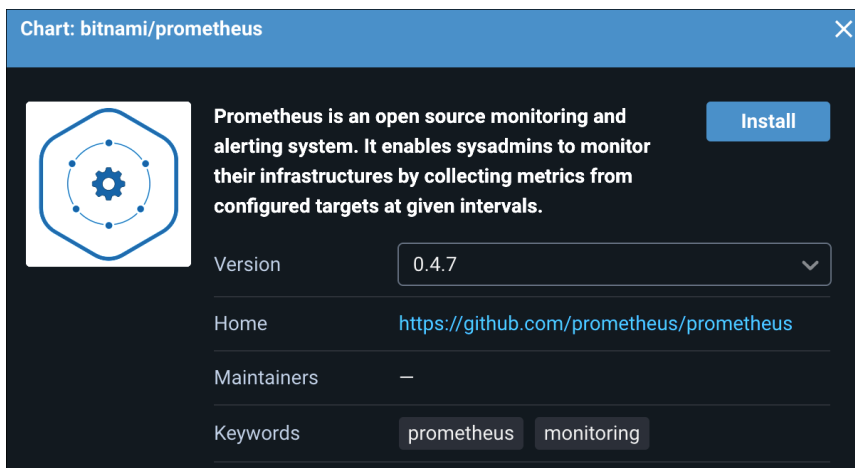 Chart: bitnami/prometheus
Prometheus is an open source monitoring and
alerting system. It enables sysadmins to monitor
their infrastructures by collecting metrics from
configured targets at given intervals.
Install
Version
0.4.7
Home
https://github.com/prometheus/prometheus
Maintainers
—
Keywords
prometheus
monitoring